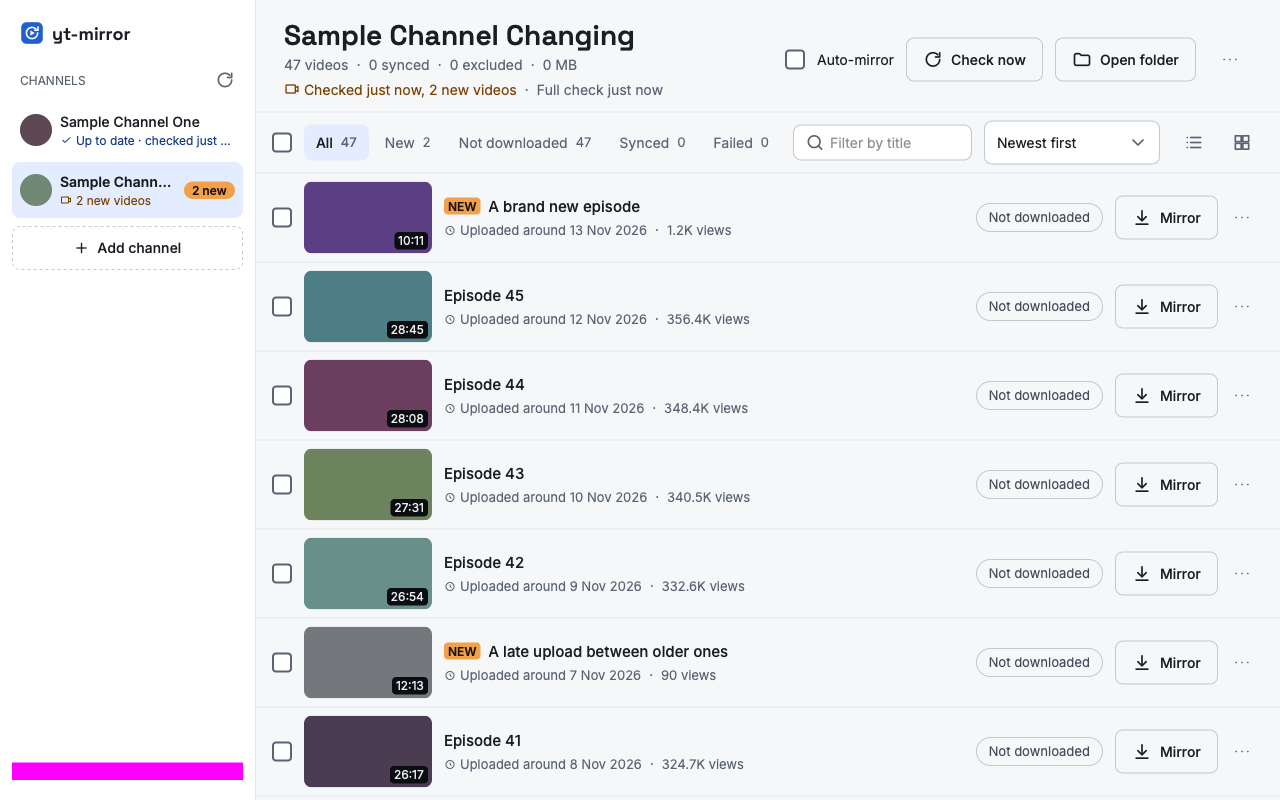 yt-mirror
CHANNELS
Sample Channel One
Up to date · checked just ...
Sample Chann...
2 new videos
2 new
Add channel
Sample Channel Changing
47 videos · 0 synced · 0 excluded · 0 MB
Checked just now, 2 new videos · Full check just now
Auto-mirror
Check now
Open folder
···
All 47
New 2
Not downloaded 47
Synced 0
Failed 0
Filter by title
Newest first
10:11
NEW A brand new episode
Uploaded around 13 Nov 2026 · 1.2K views
Not downloaded
Mirror
···
28:45
Episode 45
Uploaded around 12 Nov 2026 · 356.4K views
Not downloaded
Mirror
···
28:08
Episode 44
Uploaded around 11 Nov 2026 · 348.4K views
Not downloaded
Mirror
···
27:31
Episode 43
Uploaded around 10 Nov 2026 · 340.5K views
Not downloaded
Mirror
···
26:54
Episode 42
Uploaded around 9 Nov 2026 · 332.6K views
Not downloaded
Mirror
···
12:13
NEW A late upload between older ones
Uploaded around 7 Nov 2026 · 90 views
Not downloaded
Mirror
···
26:17
Episode 41
Uploaded around 8 Nov 2026 · 324.7K views
Not downloaded
Mirror
···